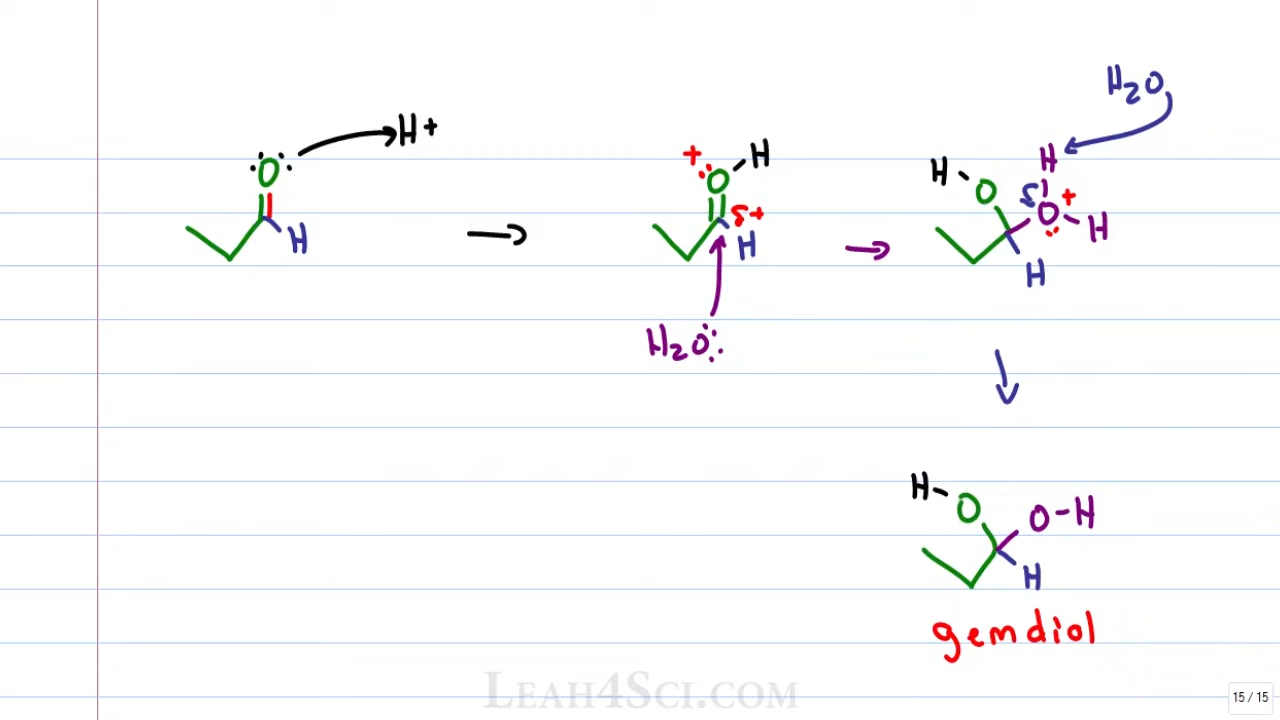 H+
:O:
H
+
:O-H
δ+
H
H₂O:
H₂O
H
H-O
O+
H
H
H-O
O-H
H
gemdiol
LEAH4SCI.COM
15 / 15